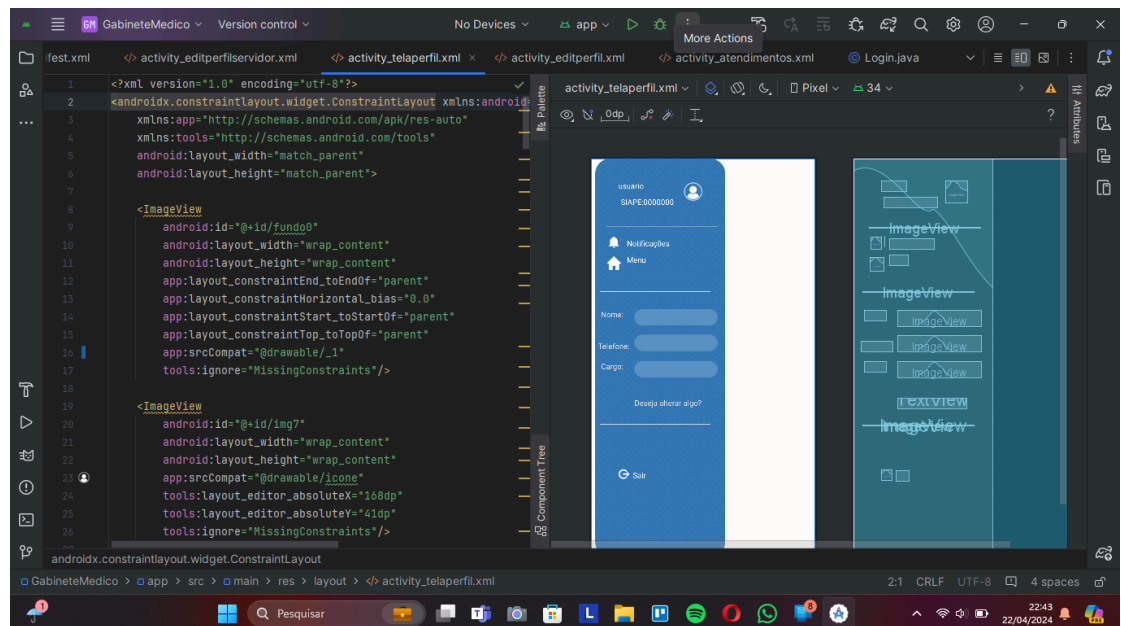 GM GabineteMedico Version control No Devices app
More Actions
ifest.xml activity_editperfilservidor.xml activity_telaperfil.xml activity_editperfil.xml activity_atendimentos.xml Login.java
1 <?xml version="1.0" encoding="utf-8"?>
2 <androidx.constraintlayout.widget.ConstraintLayout xmlns:android=
3 xmlns:app="http://schemas.android.com/apk/res-auto"
4 xmlns:tools="http://schemas.android.com/tools"
5 android:layout_width="match_parent"
6 android:layout_height="match_parent">
7
8 <ImageView
9 android:id="@+id/fundo0"
10 android:layout_width="wrap_content"
11 android:layout_height="wrap_content"
12 app:layout_constraintEnd_toEndOf="parent"
13 app:layout_constraintHorizontal_bias="0.0"
14 app:layout_constraintStart_toStartOf="parent"
15 app:layout_constraintTop_toTopOf="parent"
16 app:srcCompat="@drawable/_1"
17 tools:ignore="MissingConstraints"/>
18
19 <ImageView
20 android:id="@+id/img7"
21 android:layout_width="wrap_content"
22 android:layout_height="wrap_content"
23 app:srcCompat="@drawable/icone"
24 tools:layout_editor_absoluteX="168dp"
25 tools:layout_editor_absoluteY="41dp"
26 tools:ignore="MissingConstraints"/>
Palette
Component Tree
activity_telaperfil.xml Pixel 34
0dp ?
Attributes
usuario
SIAPE:0000000
Notificações
Menu
Nome:
Telefone:
Cargo:
Deseja alterar algo?
Sair
ImageView
ImageView
ImageView
ImageView
ImageView
TextView
ImageView
androidx.constraintlayout.widget.ConstraintLayout
GabineteMedico > app > src > main > res > layout > activity_telaperfil.xml 2:1 CRLF UTF-8 4 spaces
1 Pesquisar L 8 22:43
22/04/2024 PRE